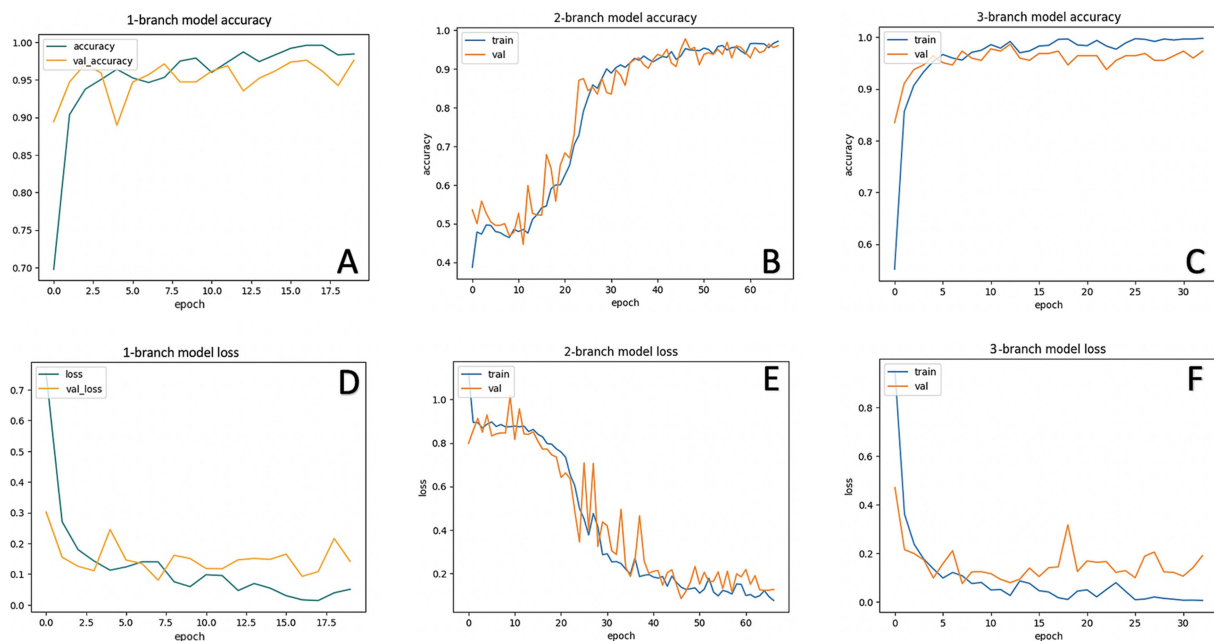 1-branch model accuracy
accuracy
val_accuracy
1.00
0.95
0.90
0.85
0.80
0.75
0.70
0.0 2.5 5.0 7.5 10.0 12.5 15.0 17.5
epoch
A
2-branch model accuracy
train
val
1.0
0.9
0.8
0.7
0.6
0.5
0.4
accuracy
0 10 20 30 40 50 60
epoch
B
3-branch model accuracy
train
val
1.0
0.9
0.8
0.7
0.6
accuracy
0 5 10 15 20 25 30
epoch
C
1-branch model loss
loss
val_loss
0.7
0.6
0.5
0.4
0.3
0.2
0.1
0.0
0.0 2.5 5.0 7.5 10.0 12.5 15.0 17.5
epoch
D
2-branch model loss
train
val
1.0
0.8
0.6
0.4
0.2
loss
0 10 20 30 40 50 60
epoch
E
3-branch model loss
train
val
0.8
0.6
0.4
0.2
0.0
loss
0 5 10 15 20 25 30
epoch
F